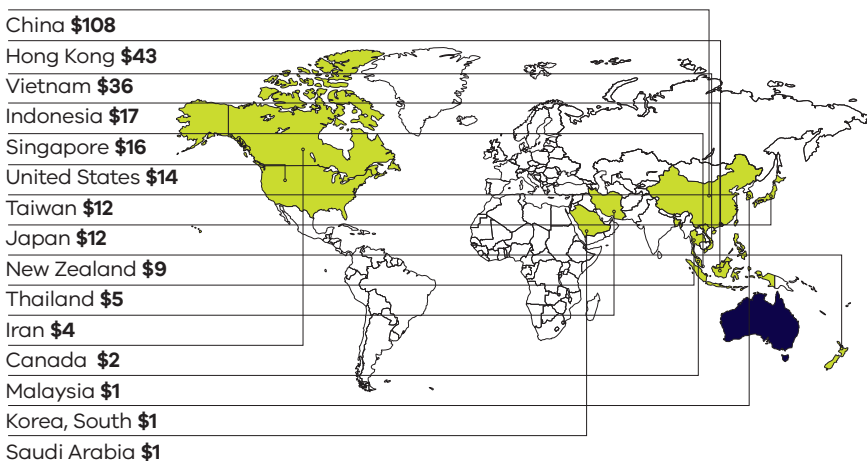 China $108
Hong Kong $43
Vietnam $36
Indonesia $17
Singapore $16
United States $14
Taiwan $12
Japan $12
New Zealand $9
Thailand $5
Iran $4
Canada $2
Malaysia $1
Korea, South $1
Saudi Arabia $1